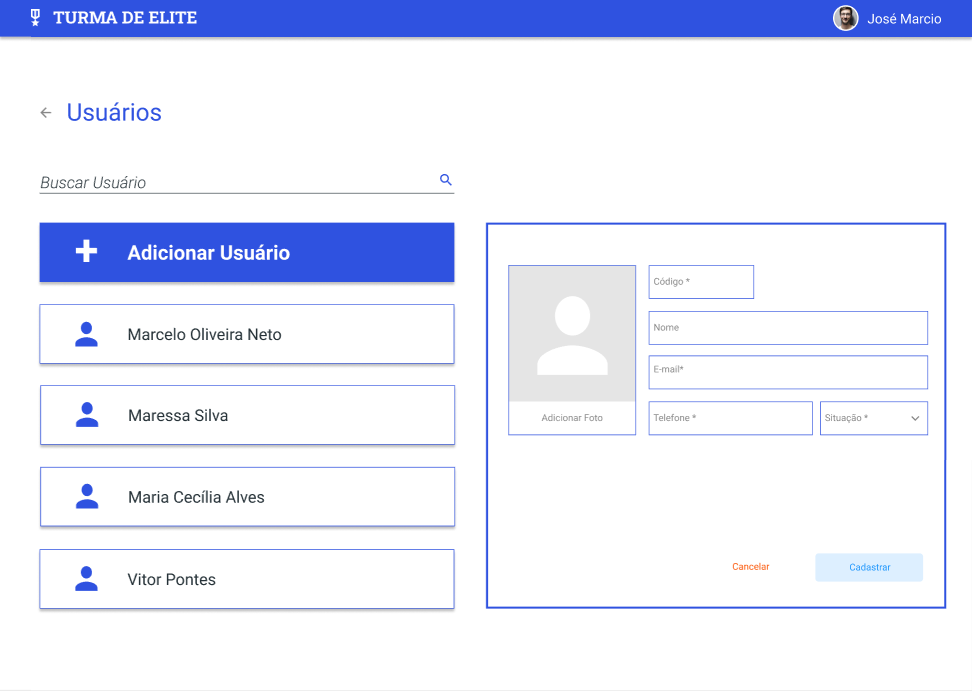 TURMA DE ELITE
José Marcio
Usuários
Buscar Usuário
Adicionar Usuário
Marcelo Oliveira Neto
Maressa Silva
Maria Cecília Alves
Vitor Pontes
Código *
Nome
E-mail*
Adicionar Foto
Telefone *
Situação *
Cancelar
Cadastrar